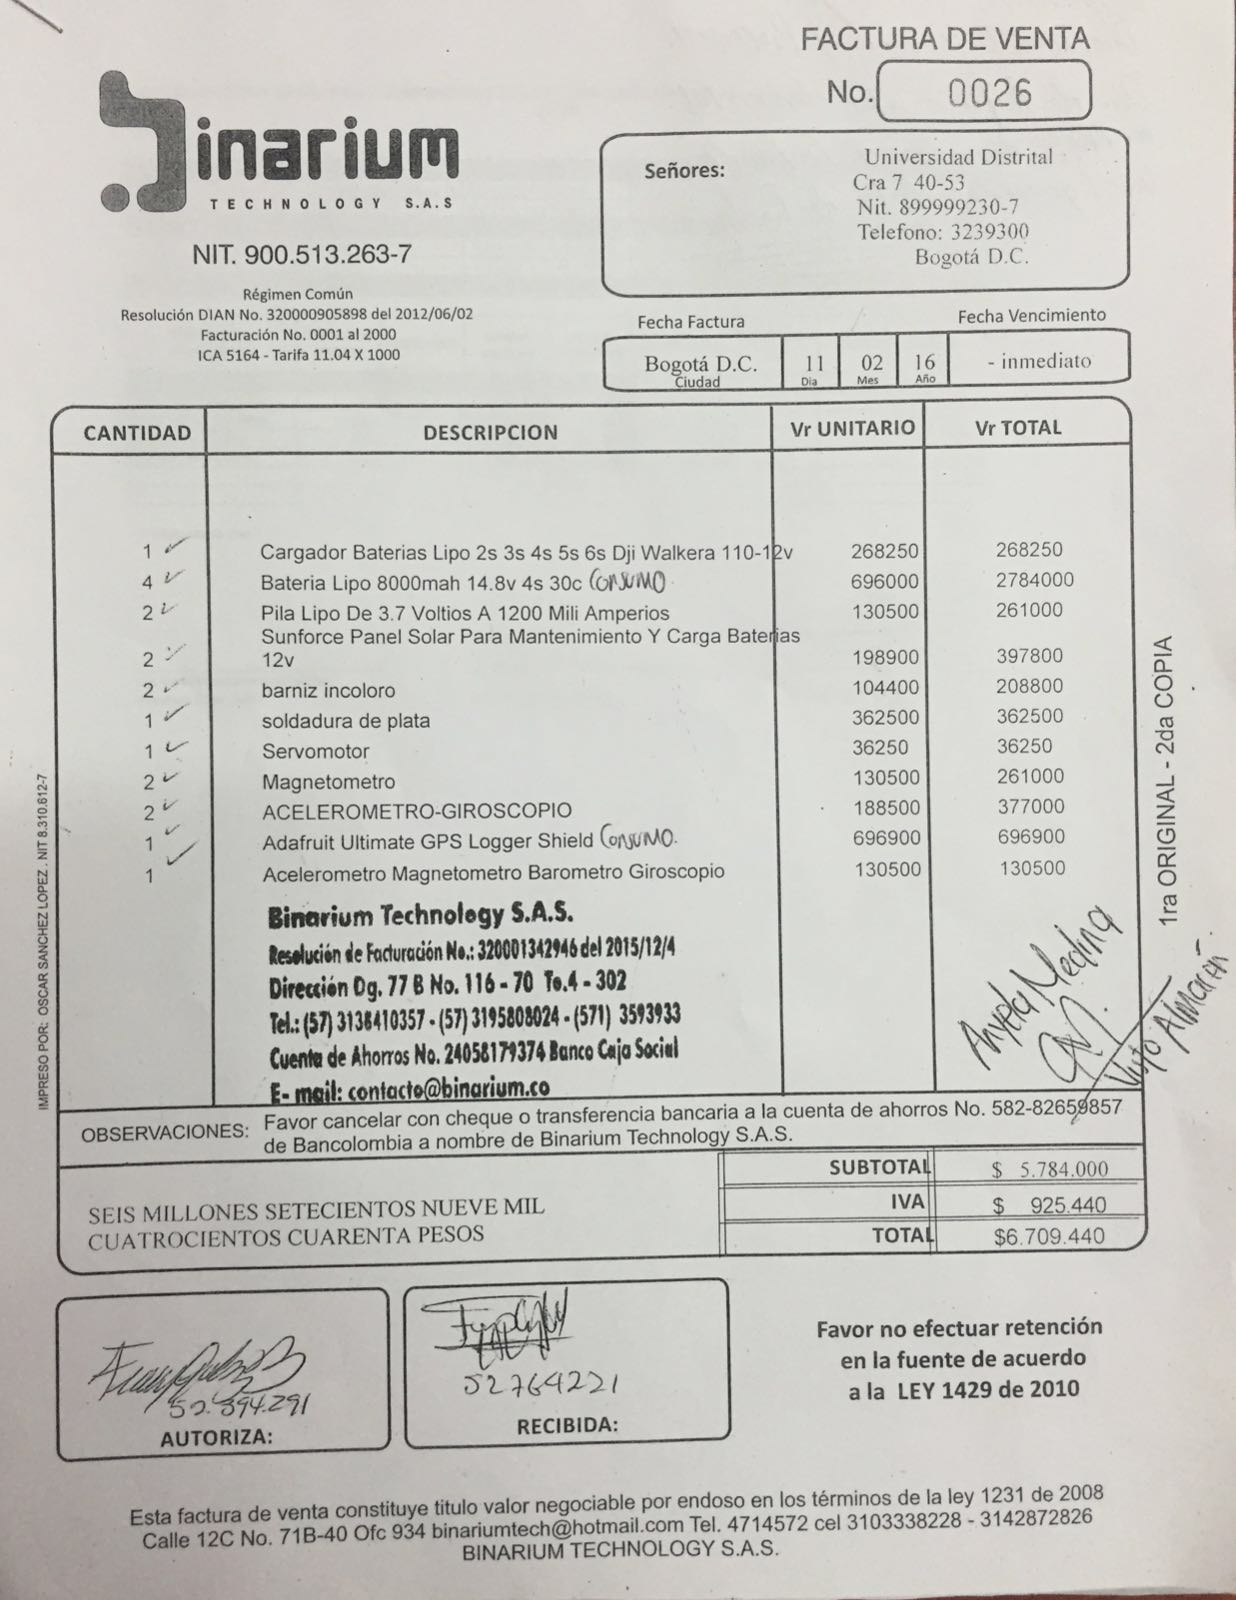 FACTURA DE VENTA
No. 0026
Binarium
TECHNOLOGY S.A.S
NIT. 900.513.263-7
Régimen Común
Resolución DIAN No. 320000905898 del 2012/06/02
Facturación No. 0001 al 2000
ICA 5164 - Tarifa 11.04 X 1000
Señores:
Universidad Distrital
Cra 7 40-53
Nit. 899999230-7
Telefono: 3239300
Bogotá D.C.
Fecha Factura Fecha Vencimiento
Bogotá D.C. 11 02 16 - inmediato
Ciudad Dia Mes Año
CANTIDAD DESCRIPCION Vr UNITARIO Vr TOTAL
1 Cargador Baterias Lipo 2s 3s 4s 5s 6s Dji Walkera 110-12v 268250 268250
4 Bateria Lipo 8000mah 14.8v 4s 30c Consumo 696000 2784000
2 Pila Lipo De 3.7 Voltios A 1200 Mili Amperios 130500 261000
Sunforce Panel Solar Para Mantenimiento Y Carga Baterias
2 12v 198900 397800
2 barniz incoloro 104400 208800
1 soldadura de plata 362500 362500
1 Servomotor 36250 36250
2 Magnetometro 130500 261000
2 ACELEROMETRO-GIROSCOPIO 188500 377000
1 Adafruit Ultimate GPS Logger Shield Consumo. 696900 696900
1 Acelerometro Magnetometro Barometro Giroscopio 130500 130500
Binarium Technology S.A.S.
Resolución de Facturación No.: 320001342946 del 2015/12/4
Dirección Dg. 77 B No. 116 - 70 To.4 - 302
Tel.: (57) 3138410357 - (57) 3195808024 - (571) 3593933
Cuenta de Ahorros No. 24058179374 Banco Caja Social
E- mail: contacto@binarium.co
Angela Medina
Visto Almacén
IMPRESO POR: OSCAR SANCHEZ LOPEZ . NIT 8.310.612-7
1ra ORIGINAL - 2da COPIA
OBSERVACIONES: Favor cancelar con cheque o transferencia bancaria a la cuenta de ahorros No. 582-82659857
de Bancolombia a nombre de Binarium Technology S.A.S.
SUBTOTAL $ 5.784.000
IVA $ 925.440
TOTAL $6.709.440
SEIS MILLONES SETECIENTOS NUEVE MIL
CUATROCIENTOS CUARENTA PESOS
52.394.291
AUTORIZA:
52764221
RECIBIDA:
Favor no efectuar retención
en la fuente de acuerdo
a la LEY 1429 de 2010
Esta factura de venta constituye titulo valor negociable por endoso en los términos de la ley 1231 de 2008
Calle 12C No. 71B-40 Ofc 934 binariumtech@hotmail.com Tel. 4714572 cel 3103338228 - 3142872826
BINARIUM TECHNOLOGY S.A.S.